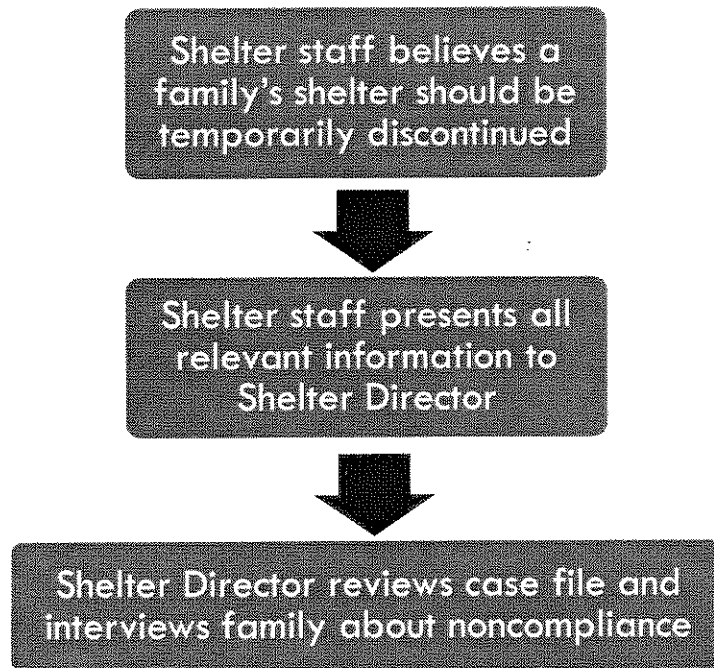 Shelter staff believes a
family's shelter should be
temporarily discontinued
Shelter staff presents all
relevant information to
Shelter Director
Shelter Director reviews case file and
interviews family about noncompliance